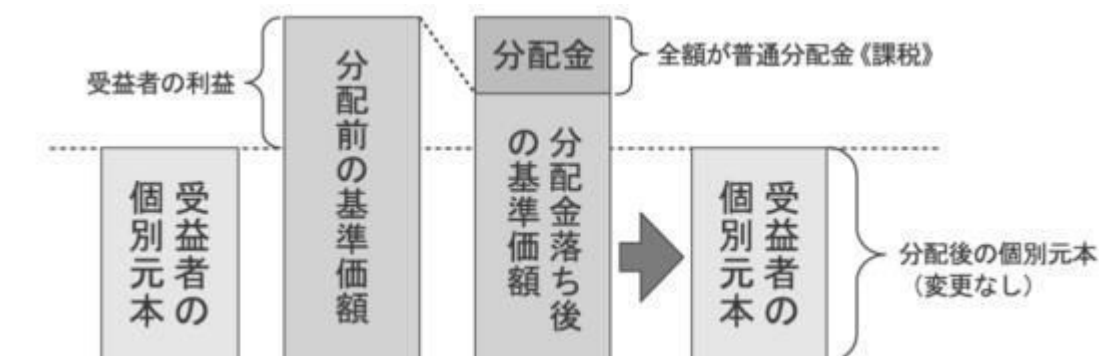 受益者の利益
受益者の
個別元本
分配前の基準価額
分配金
全額が普通分配金《課税》
分配金落ち後
の基準価額
受益者の
個別元本
分配後の個別元本
（変更なし）